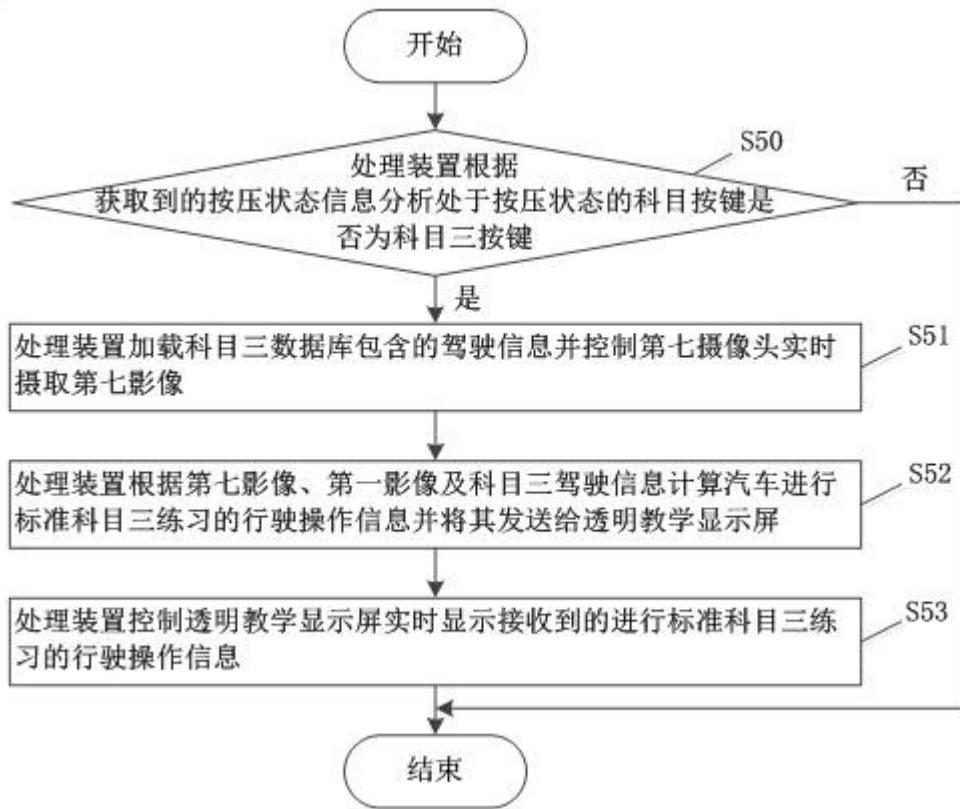 开始
处理装置根据
获取到的按压状态信息分析处于按压状态的科目按键是
否为科目三按键
S50
否
是
处理装置加载科目三数据库包含的驾驶信息并控制第七摄像头实时
摄取第七影像
S51
处理装置根据第七影像、第一影像及科目三驾驶信息计算汽车进行
标准科目三练习的行驶操作信息并将其发送给透明教学显示屏
S52
处理装置控制透明教学显示屏实时显示接收到的进行标准科目三练
习的行驶操作信息
S53
结束